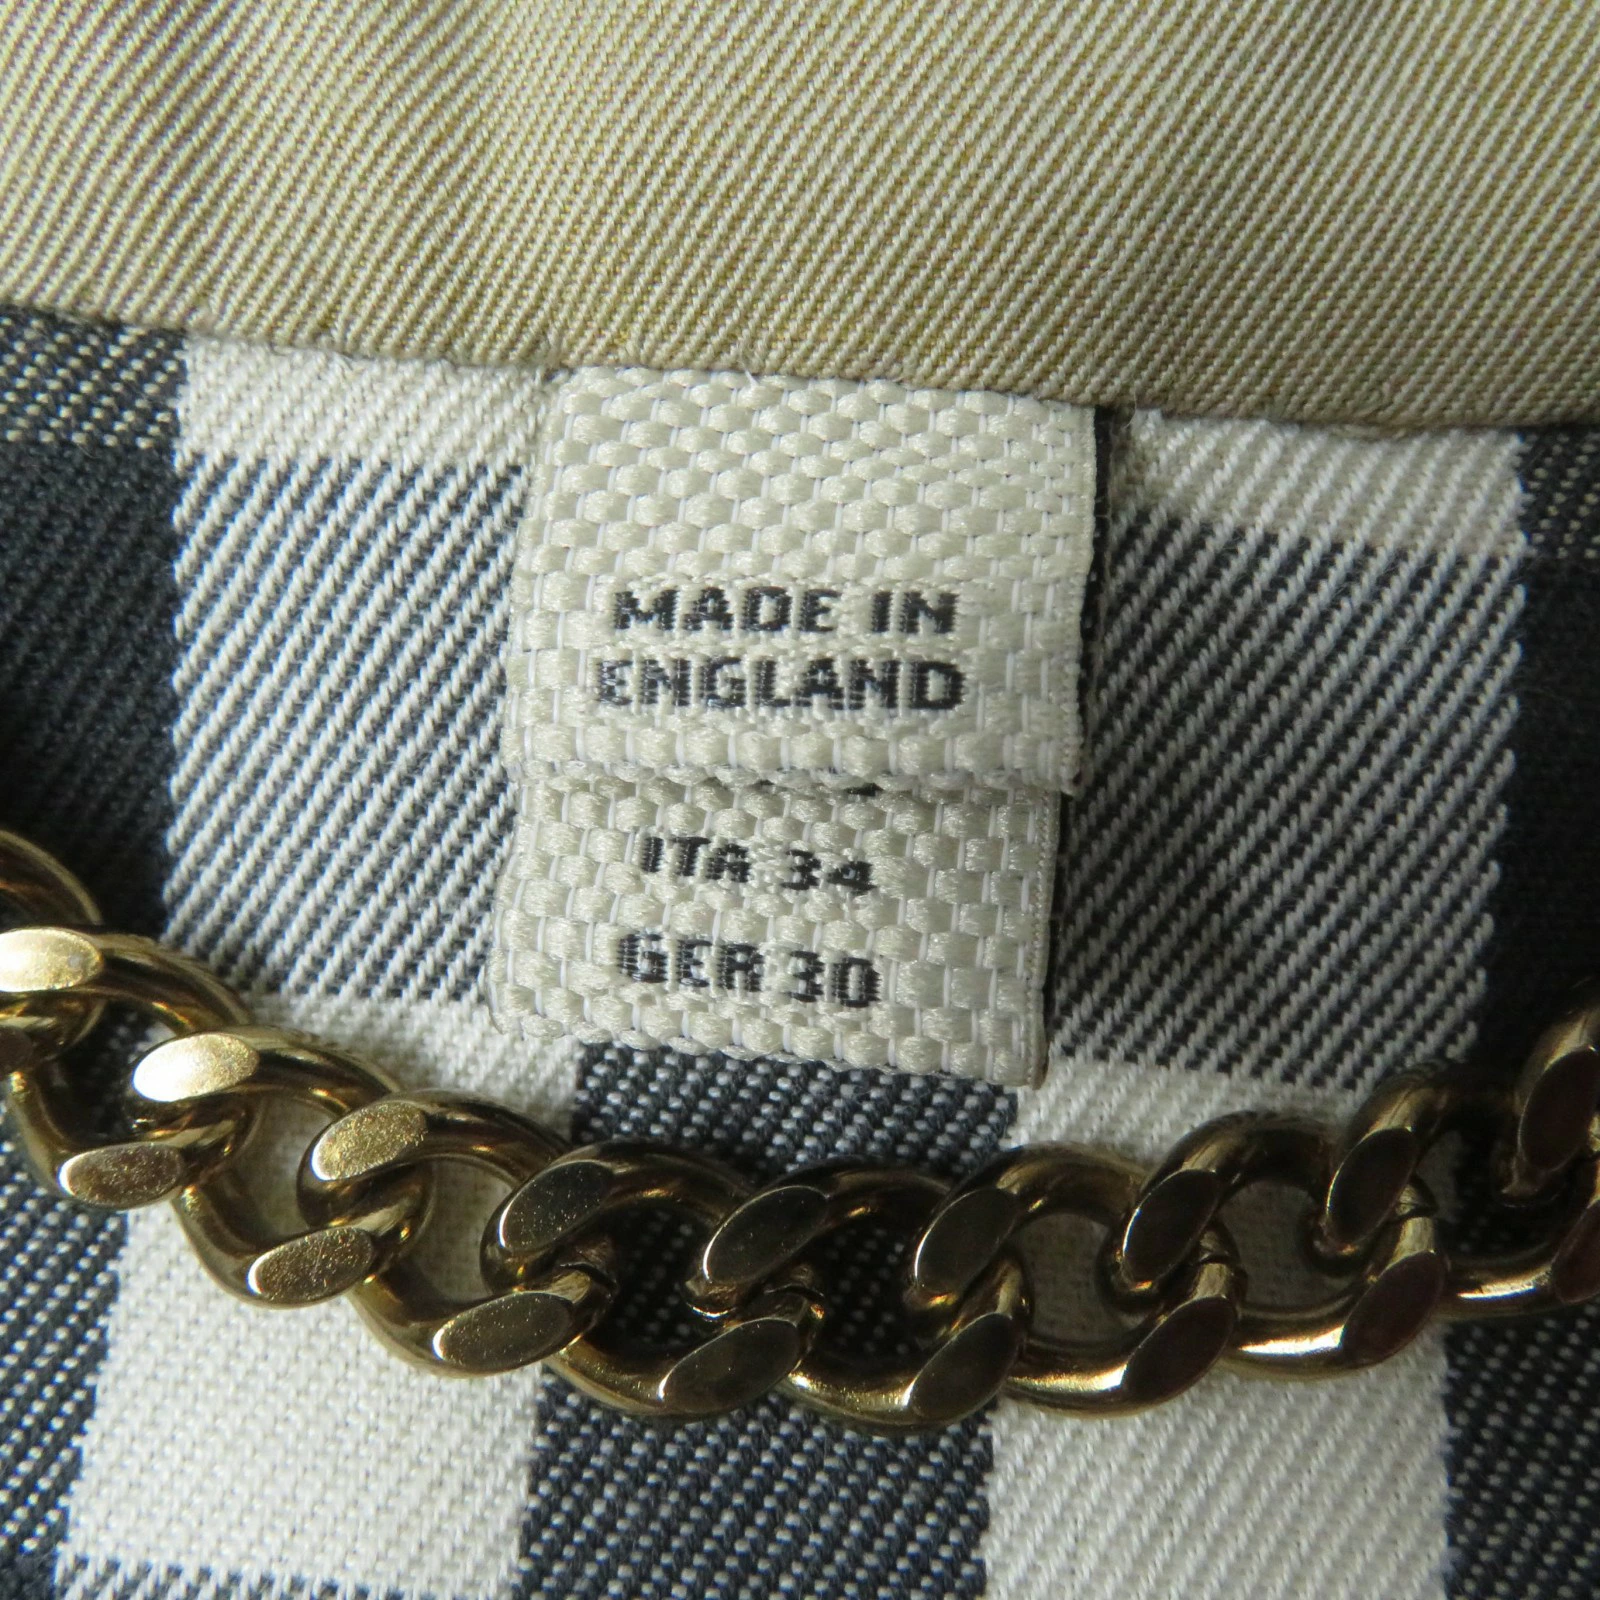 MADE IN
ENGLAND
ITA 34
GER 30